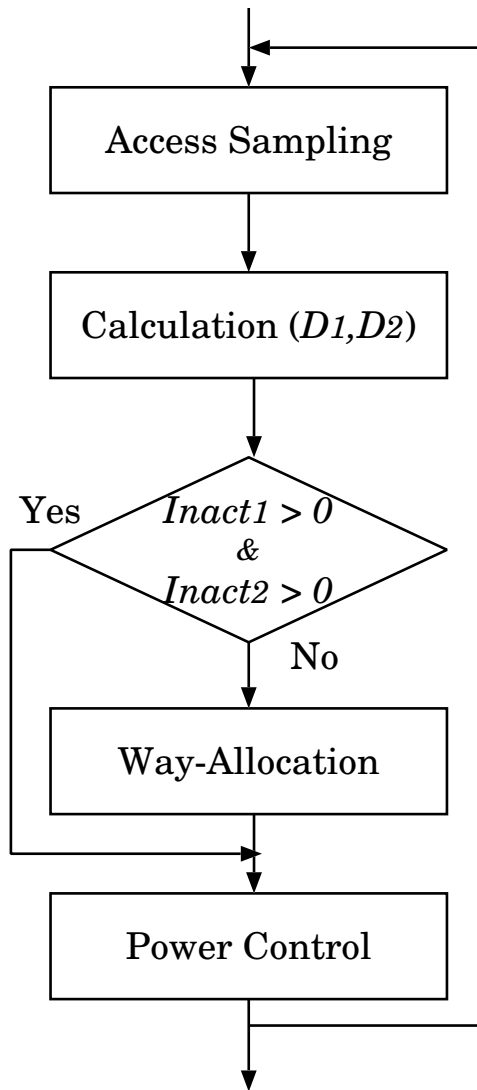 Access Sampling
Calculation (D1,D2)
Yes
Inact1 > 0
&
Inact2 > 0
No
Way-Allocation
Power Control